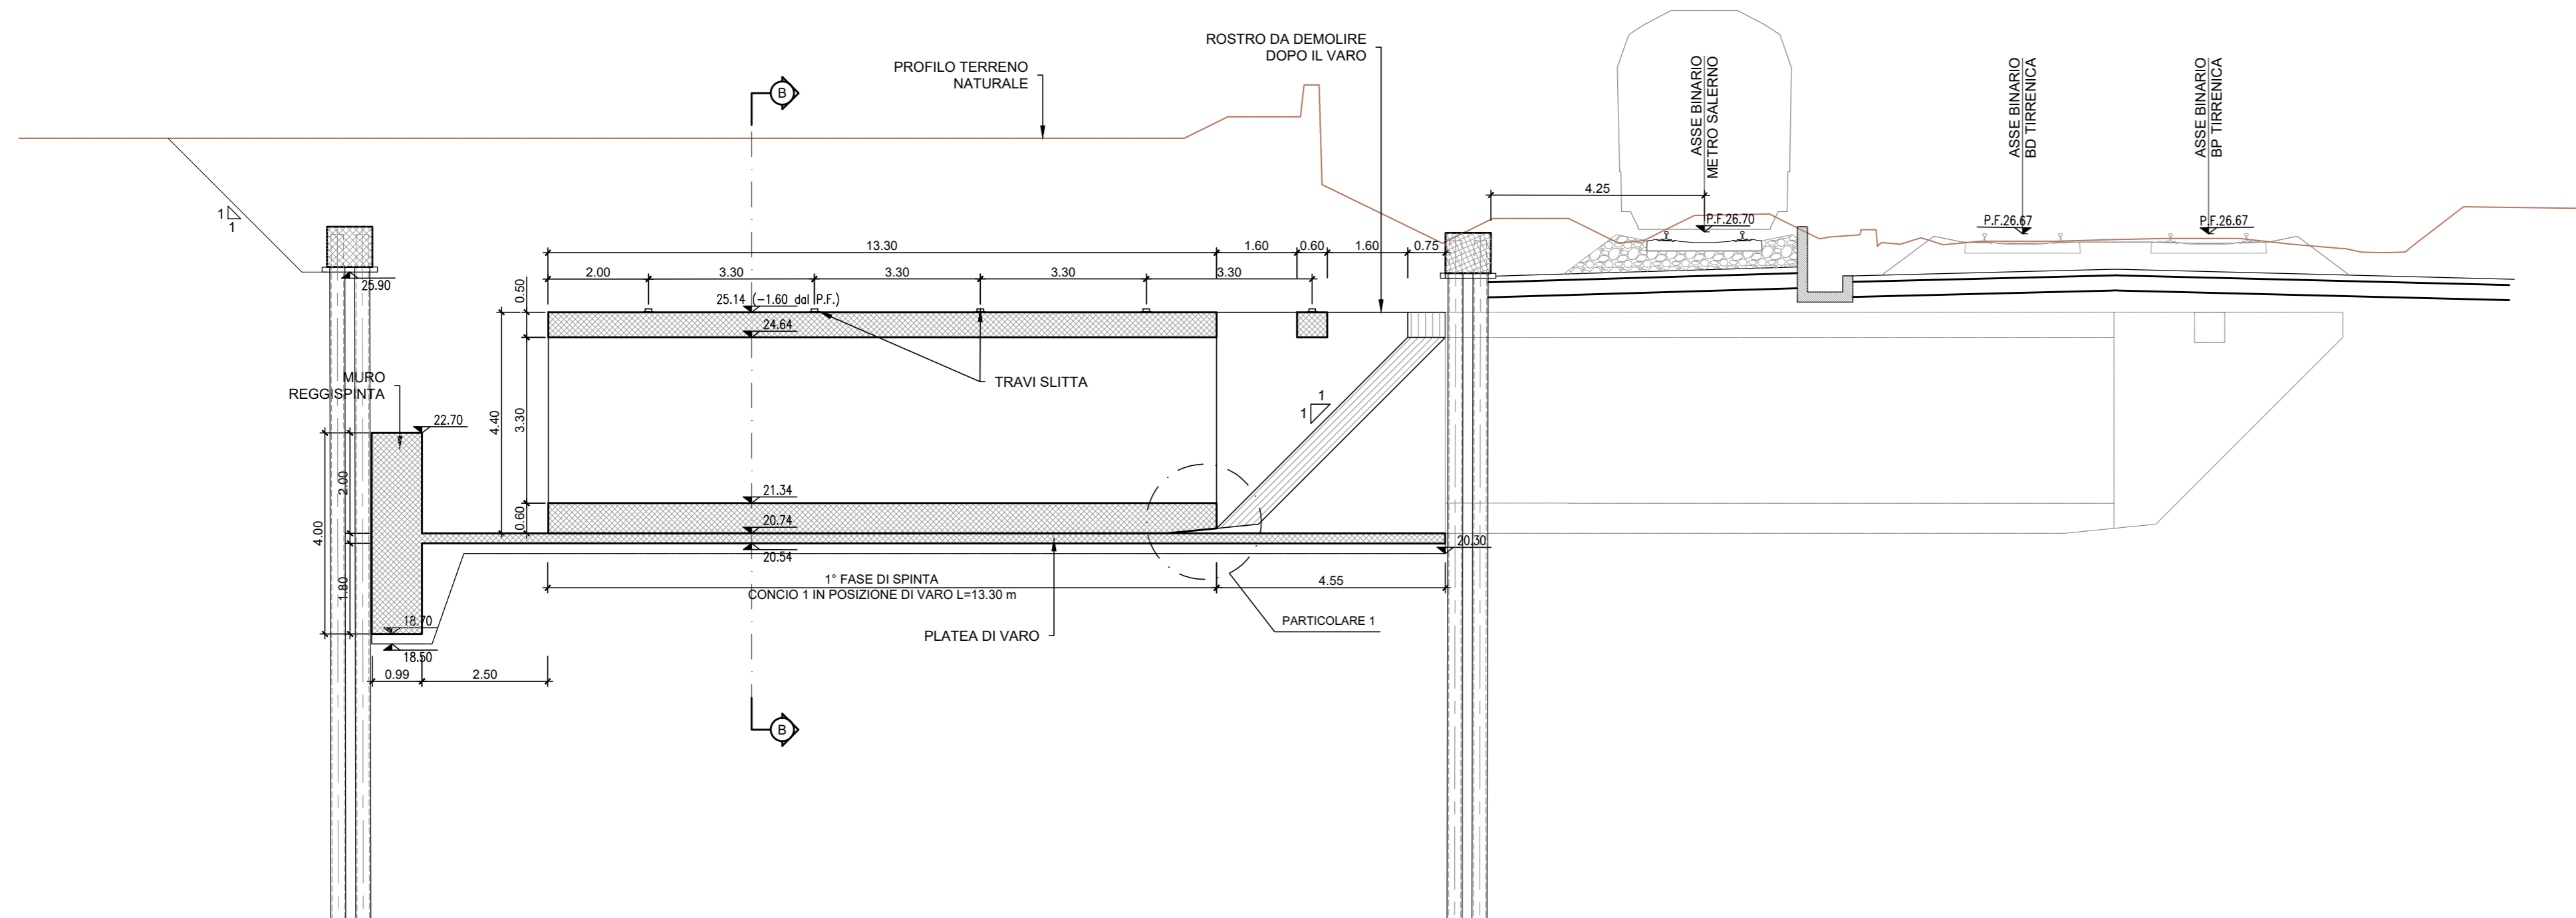 ROSTRO DA DEMOLIRE
DOPO IL VARO
PROFILO TERRENO
NATURALE
B
ASSE BINARIO
METRO SALERNO
ASSE BINARIO
BD TIRRENICA
ASSE BINARIO
BP TIRRENICA
4.25
1
1
P.F.26.70
P.F.26.67
P.F.26.67
13.30
1.60
0.60
1.60
0.75
2.00
3.30
3.30
3.30
3.30
25.90
0.50
25.14 (-1.60 dal P.F.)
24.64
MURO
REGGISPINTA
TRAVI SLITTA
1
1
22.70
4.40
3.30
2.00
4.00
21.34
0.60
20.74
20.54
20.30
1.80
1° FASE DI SPINTA
CONCIO 1 IN POSIZIONE DI VARO L=13.30 m
4.55
18.70
18.50
PLATEA DI VARO
PARTICOLARE 1
0.99
2.50
B